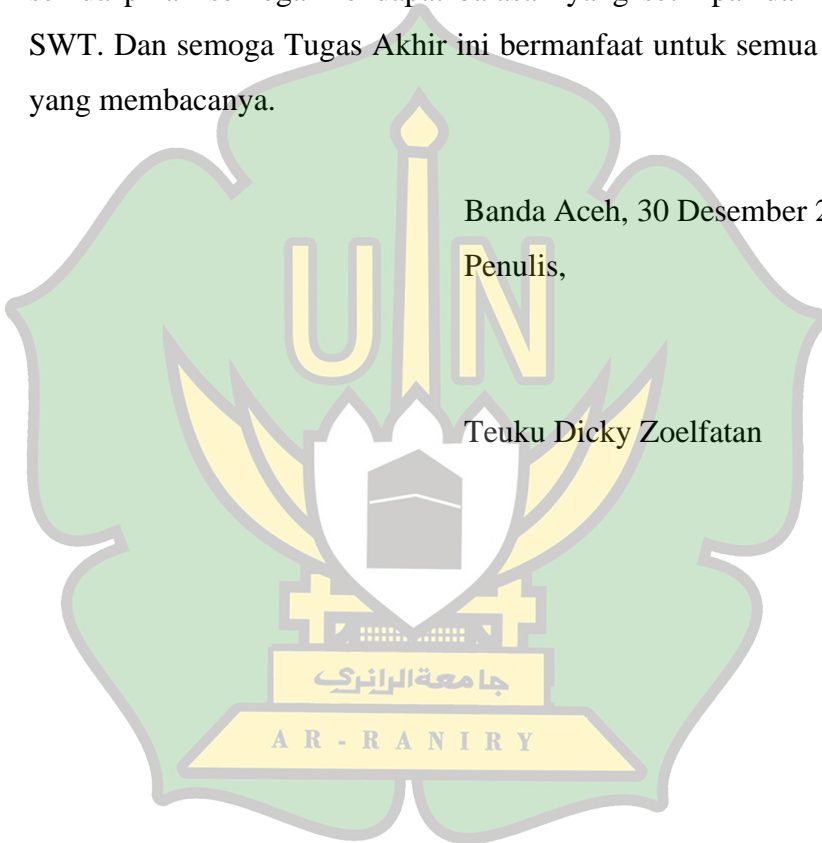 SWT. Dan semoga Tugas Akhir ini bermanfaat untuk semua
yang membacanya.
Banda Aceh, 30 Desember
Penulis,
UIN
Teuku Dicky Zoelfatan
جامعة الرانري
AR-RANIRY